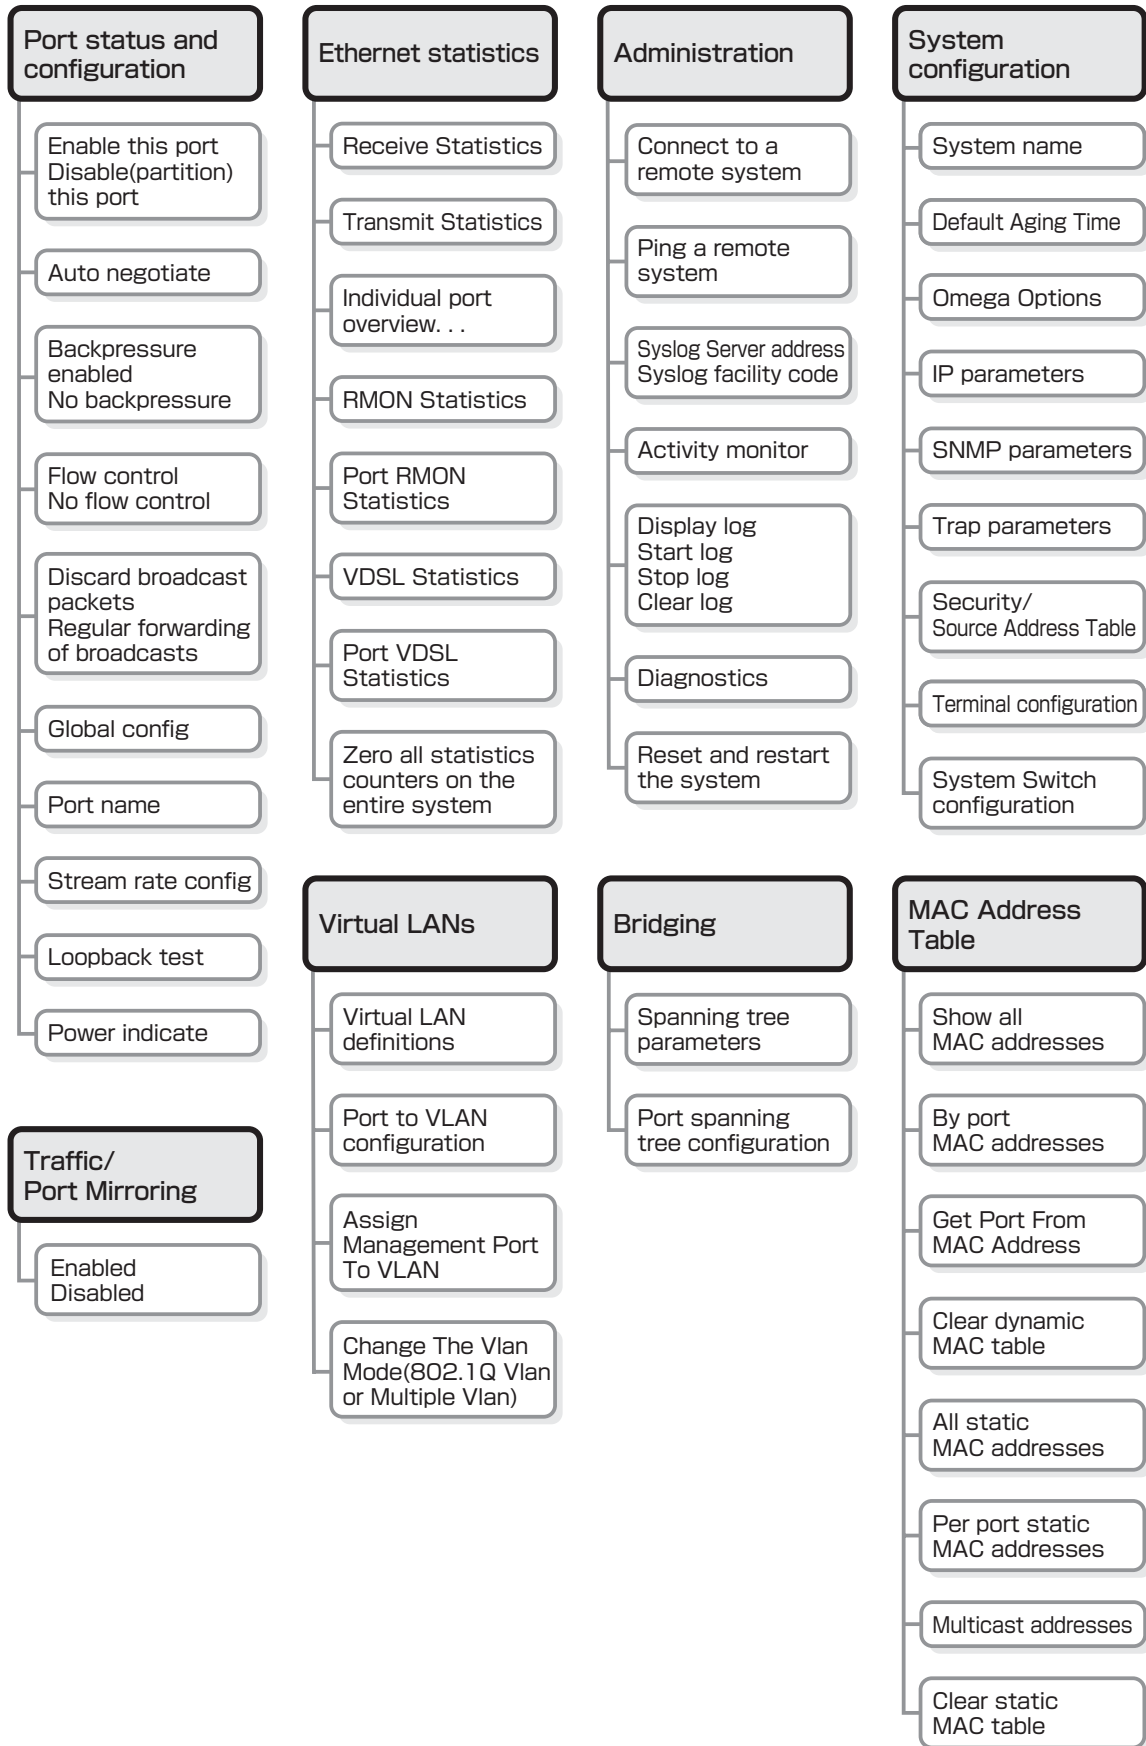 Port status and
configuration
Enable this port
Disable(partition)
this port
Auto negotiate
Backpressure
enabled
No backpressure
Flow control
No flow control
Discard broadcast
packets
Regular forwarding
of broadcasts
Global config
Port name
Stream rate config
Loopback test
Power indicate
Traffic/
Port Mirroring
Enabled
Disabled
Ethernet statistics
Receive Statistics
Transmit Statistics
Individual port
overview. . .
RMON Statistics
Port RMON
Statistics
VDSL Statistics
Port VDSL
Statistics
Zero all statistics
counters on the
entire system
Virtual LANs
Virtual LAN
definitions
Port to VLAN
configuration
Assign
Management Port
To VLAN
Change The Vlan
Mode(802.1Q Vlan
or Multiple Vlan)
Administration
Connect to a
remote system
Ping a remote
system
Syslog Server address
Syslog facility code
Activity monitor
Display log
Start log
Stop log
Clear log
Diagnostics
Reset and restart
the system
Bridging
Spanning tree
parameters
Port spanning
tree configuration
System
configuration
System name
Default Aging Time
Omega Options
IP parameters
SNMP parameters
Trap parameters
Security/
Source Address Table
Terminal configuration
System Switch
configuration
MAC Address
Table
Show all
MAC addresses
By port
MAC addresses
Get Port From
MAC Address
Clear dynamic
MAC table
All static
MAC addresses
Per port static
MAC addresses
Multicast addresses
Clear static
MAC table